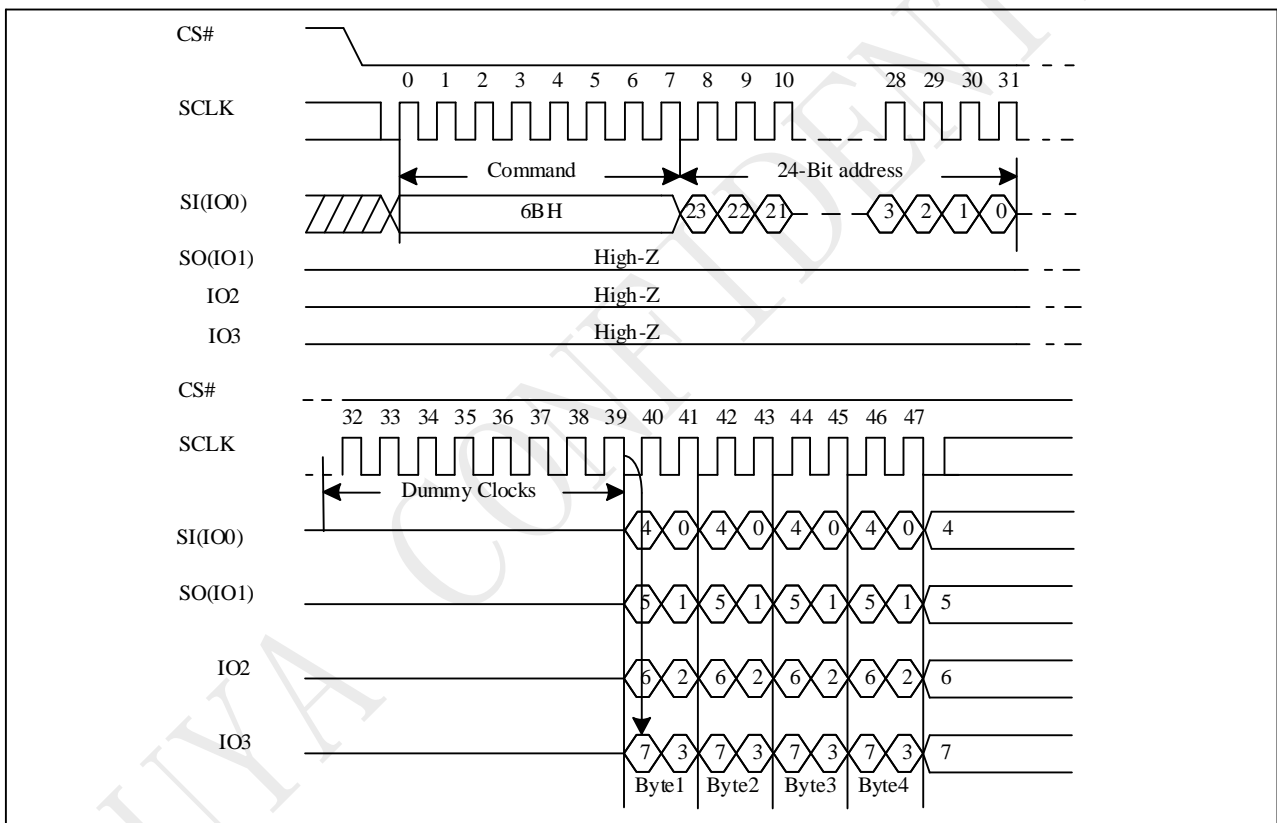 CS#
0 1 2 3 4 5 6 7 8 9 10 28 29 30 31
SCLK
Command 24-Bit address
SI(IO0) 6BH 23 22 21 3 2 1 0
SO(IO1) High-Z
IO2 High-Z
IO3 High-Z
CS#
32 33 34 35 36 37 38 39 40 41 42 43 44 45 46 47
SCLK
Dummy Clocks
SI(IO0) 4 0 4 0 4 0 4 0 4
SO(IO1) 5 1 5 1 5 1 5 1 5
IO2 6 2 6 2 6 2 6 2 6
IO3 7 3 7 3 7 3 7 3 7
Byte1 Byte2 Byte3 Byte4
UYA CONFIDENT